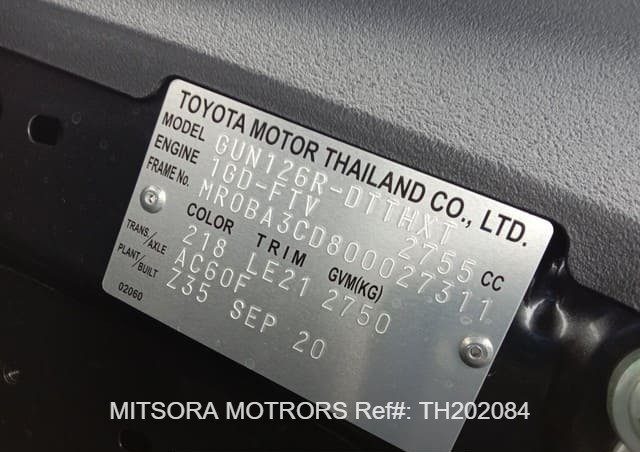 TOYOTA MOTOR THAILAND CO., LTD.
MODEL GUN126R-DTTHXT
ENGINE 1GD-FTV 2755 CC
FRAME No. MR0BA3CD800027311
COLOR TRIM GVM(KG)
218 LE21 2750
TRANS/AXLE AC60F
PLANT/BUILT Z35 SEP 20
02060
MITSORA MOTRORS Ref#: TH202084